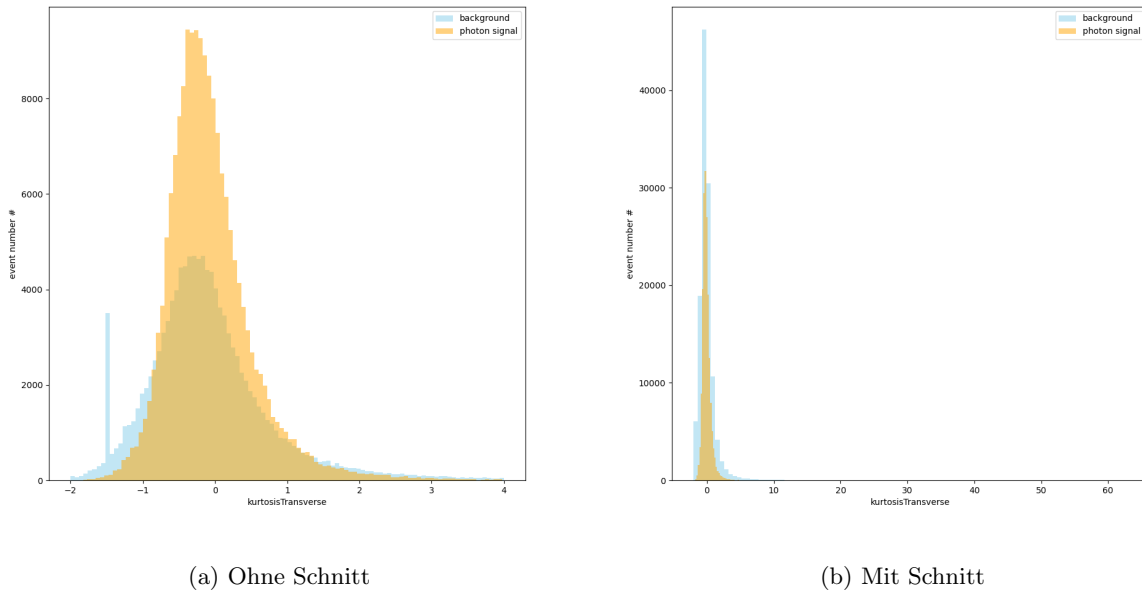 background
photon signal
8000
6000
4000
2000
0
event number #
−2
−1
0
1
2
3
4
kurtosisTransverse
(a) Ohne Schnitt
background
photon signal
40000
30000
20000
10000
0
event number #
0
10
20
30
40
50
60
kurtosisTransverse
(b) Mit Schnitt